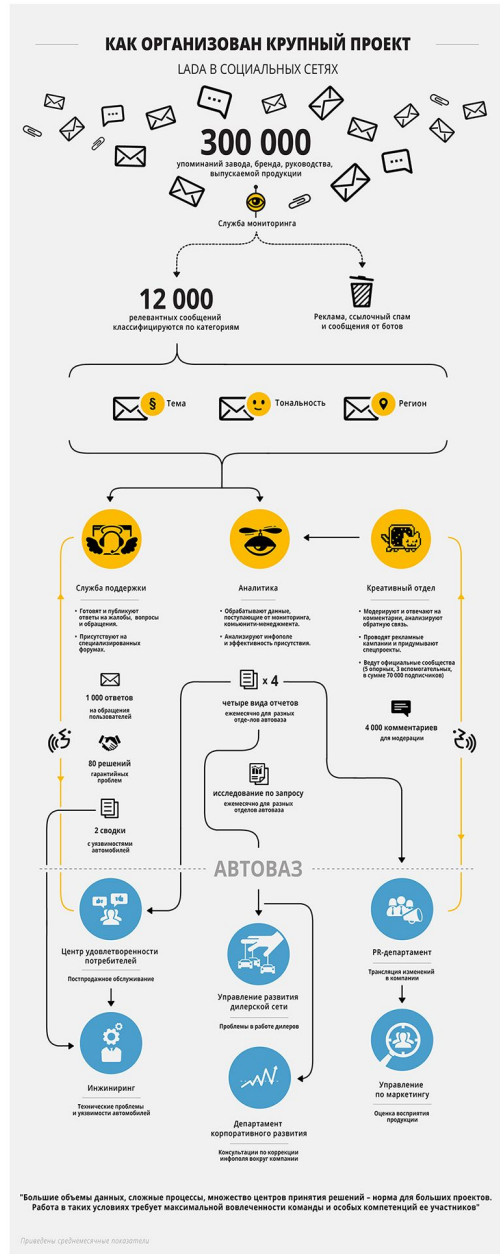 КАК ОРГАНИЗОВАН КРУПНЫЙ ПРОЕКТ
LADA В СОЦИАЛЬНЫХ СЕТЯХ
300 000
упоминаний завода, бренда, руководства,
выпускаемой продукции
Служба мониторинга
12 000
релевантных сообщений
классифицируются по категориям
Реклама, ссылочный спам
и сообщения от ботов
§
Тема
Тональность
Регион
Служба поддержки
• Готовят и публикуют
ответы на жалобы, вопросы
и обращения.
• Присутствуют на
специализированных
форумах.
1 000 ответов
на обращения
пользователей
80 решений
гарантийных
проблем
2 сводки
с уязвимостями
автомобилей
Аналитика
• Обрабатывают данные,
поступающие от мониторинга,
комьюнити-менеджмента.
• Анализируют инфополе
и эффективность присутствия.
x 4
четыре вида отчетов
ежемесячно для разных
отде-лов автоваза
исследование по запросу
ежемесячно для разных
отделов автоваза
Креативный отдел
• Модерируют и отвечают на
комментарии, анализируют
обратную связь.
• Проводят рекламные
кампании и придумывают
спецпроекты.
• Ведут официальные сообщества
(5 опорных, 3 вспомогательных,
в сумме 70 000 подписчиков)
4 000 комментариев
для модерации
АВТОВАЗ
Центр удовлетворенности
потребителей
Постпродажное обслуживание
Инжиниринг
Технические проблемы
и уязвимости автомобилей
Управление развития
дилерской сети
Проблемы в работе дилеров
Департамент
корпоративного развития
Консультации по коррекции
инфополя вокруг компании
PR-департамент
Трансляция изменений
в компании
Управление
по маркетингу
Оценка восприятия
продукции
"Большие объемы данных, сложные процессы, множество центров принятия решений – норма для больших проектов.
Работа в таких условиях требует максимальной вовлеченности команды и особых компетенций ее участников"
Приведены среднемесячные показатели